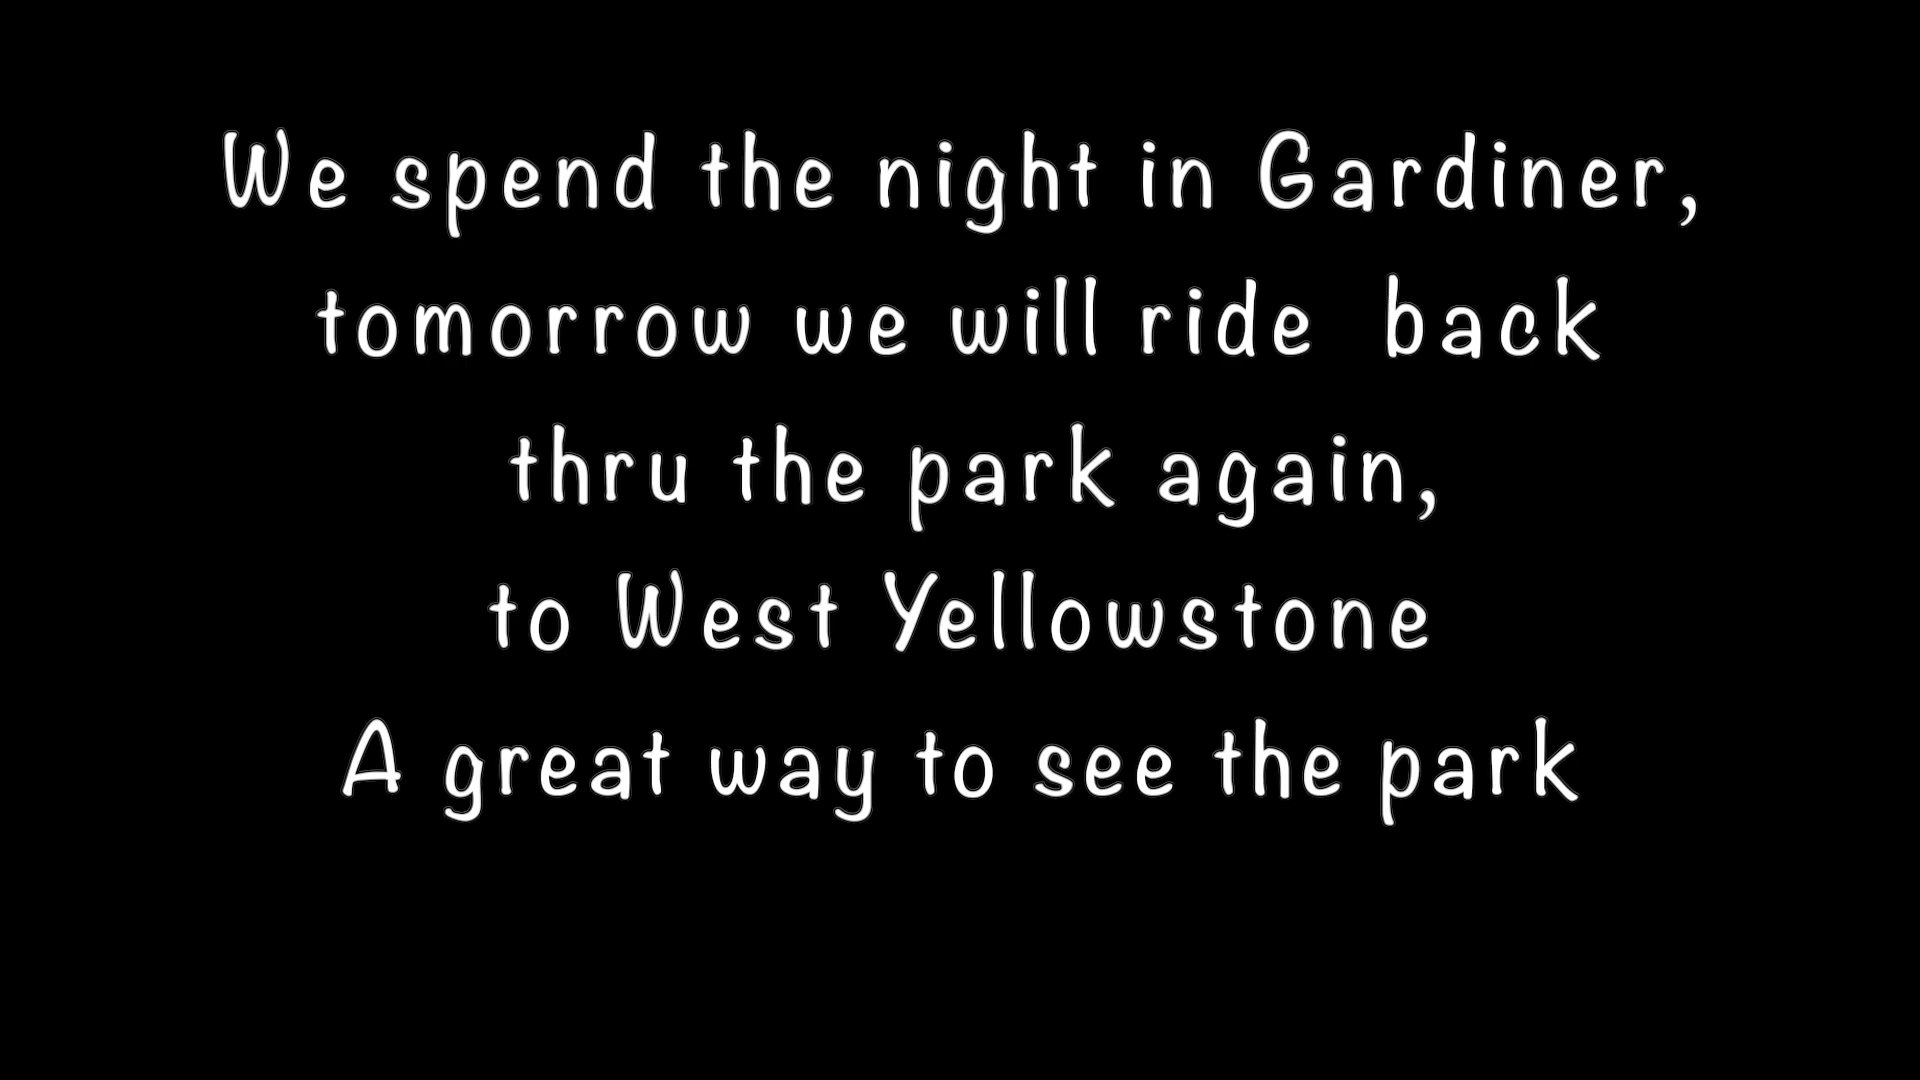 We spend the night in Gardiner,
tomorrow we will ride  back
thru the park again,
to West Yellowstone
A great way to see the park